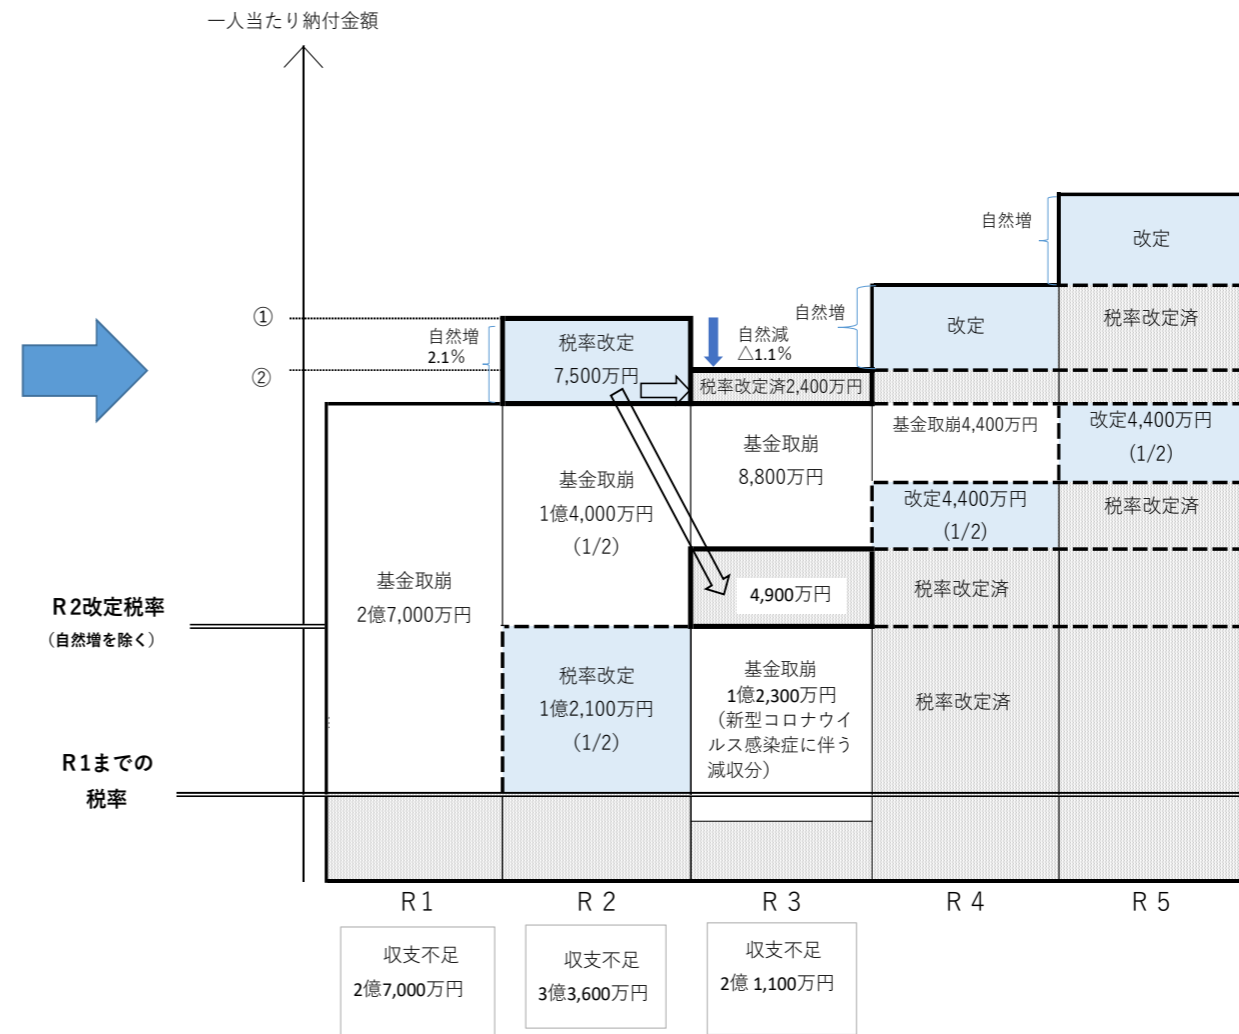 一人当たり納付金額
①
②
自然増
2.1%
税率改定
7,500万円
自然減
△1.1%
税率改定済2,400万円
自然増
改定
自然増
改定
税率改定済
基金取崩
2億7,000万円
基金取崩
1億4,000万円
(1/2)
税率改定
1億2,100万円
(1/2)
基金取崩
8,800万円
4,900万円
基金取崩
1億2,300万円
（新型コロナウイ
ルス感染症に伴う
減収分）
基金取崩4,400万円
改定4,400万円
(1/2)
税率改定済
税率改定済
改定4,400万円
(1/2)
税率改定済
R2改定税率
（自然増を除く）
R1までの
税率
R1
R2
R3
R4
R5
収支不足
2億7,000万円
収支不足
3億3,600万円
収支不足
2億1,100万円